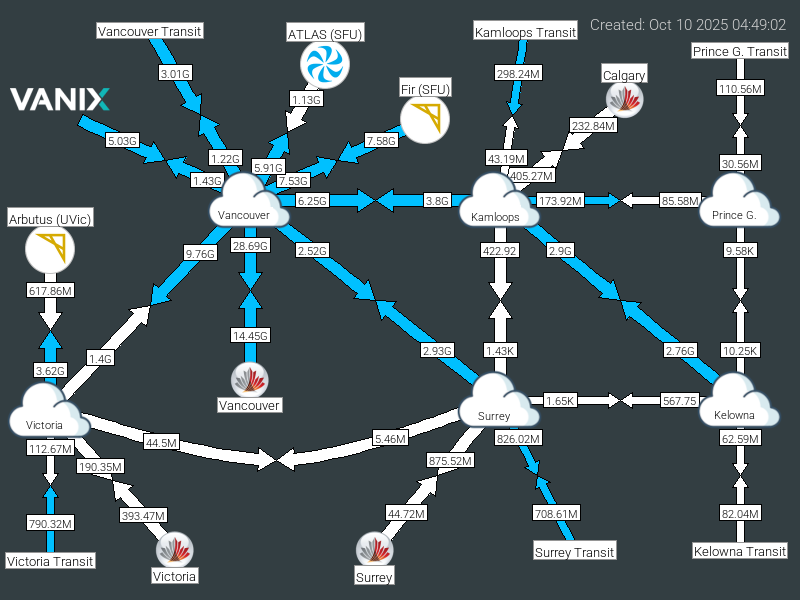 Created: Oct 10 2025 04:49:02
Vancouver Transit
ATLAS (SFU)
Kamloops Transit
Prince G. Transit
3.01G
298.24M
Calgary
110.56M
VANIX
1.13G
Fir (SFU)
5.03G
7.58G
232.84M
1.22G
43.19M
30.56M
5.91G
1.43G
7.53G
405.27M
6.25G
3.8G
173.92M
85.58M
Vancouver
Kamloops
Prince G.
Arbutus (UVic)
9.76G
28.69G
2.52G
422.92
2.9G
9.58K
617.86M
14.45G
1.4G
2.93G
1.43K
2.76G
10.25K
3.62G
Vancouver
1.65K
567.75
Victoria
Surrey
Kelowna
112.67M
44.5M
5.46M
826.02M
62.59M
190.35M
875.52M
790.32M
393.47M
44.72M
708.61M
82.04M
Victoria Transit
Victoria
Surrey
Surrey Transit
Kelowna Transit